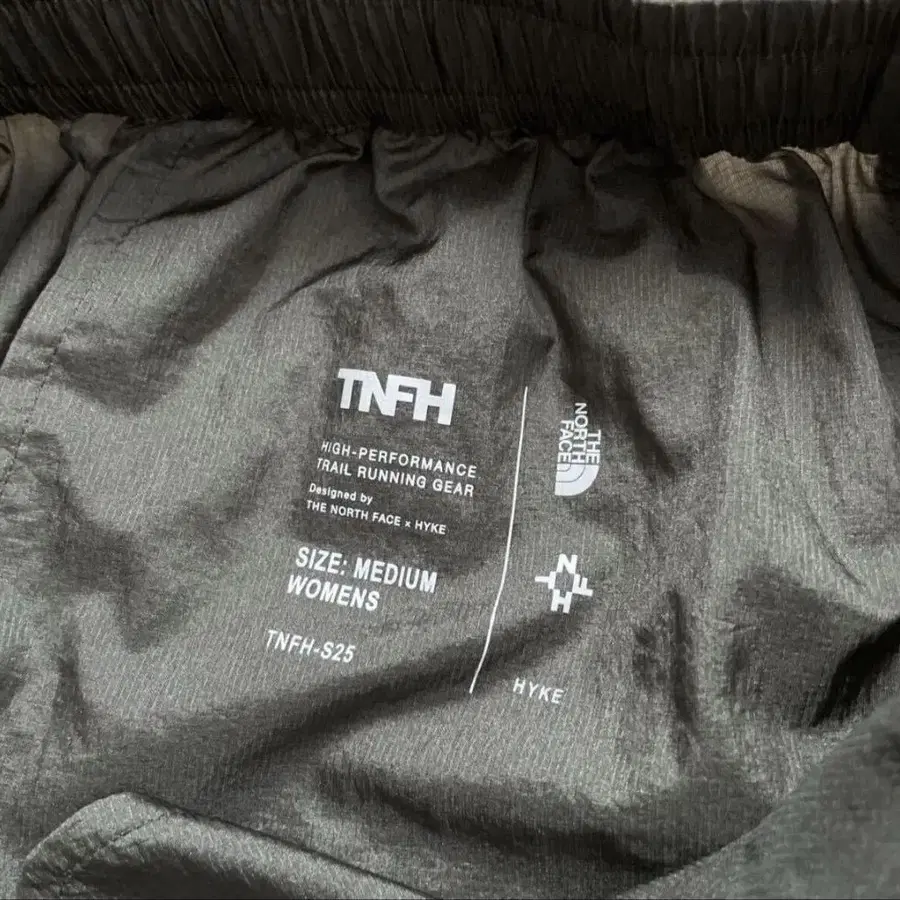 TNFH
HIGH-PERFORMANCE
TRAIL RUNNING GEAR
Designed by
THE NORTH FACE × HYKE
SIZE: MEDIUM
WOMENS
TNFH-S25
THE
NORTH
FACE
N
F
H
HYKE